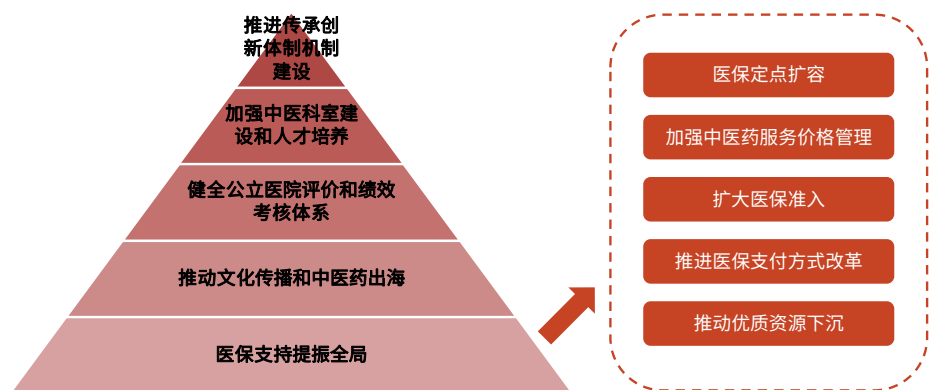 推进传承创
新体制机制
建设
加强中医科室建
设和人才培养
健全公立医院评价和绩效
考核体系
推动文化传播和中医药出海
医保支持提振全局
医保定点扩容
加强中医药服务价格管理
扩大医保准入
推进医保支付方式改革
推动优质资源下沉